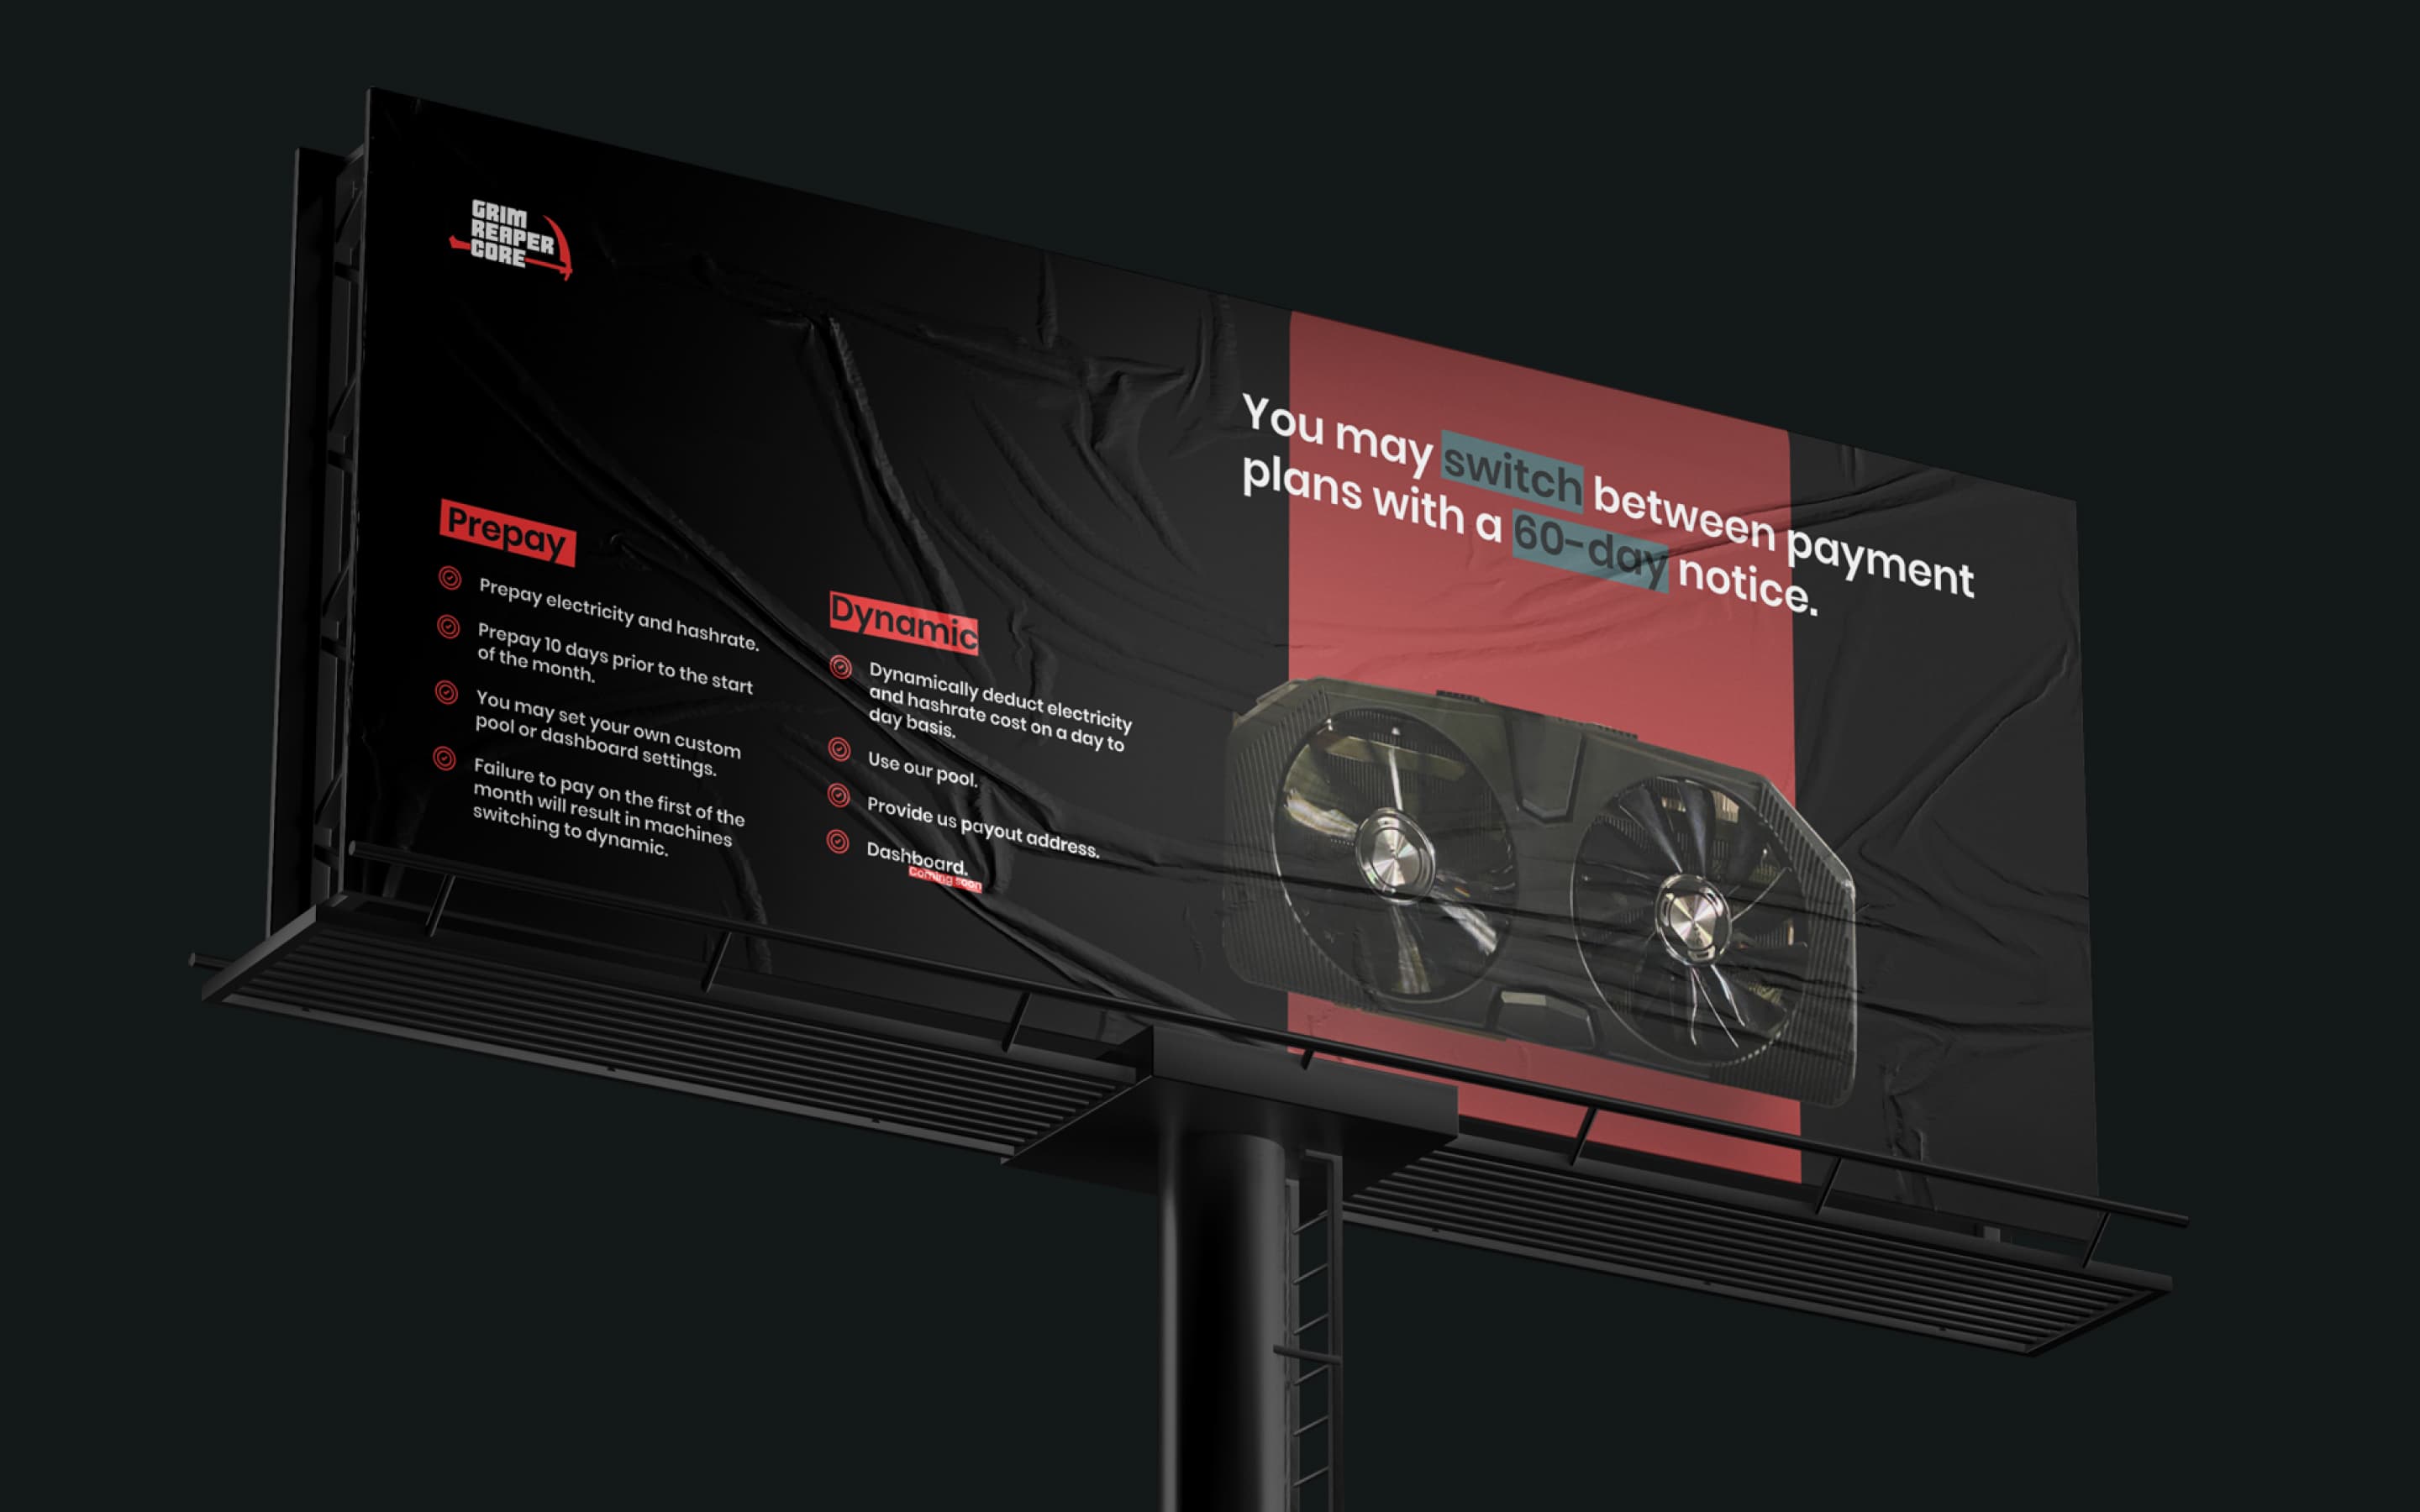 GRIM
REAPER
CORE
Prepay
Prepay electricity and hashrate.
Prepay 10 days prior to the start
of the month.
You may set your own custom
pool or dashboard settings.
Failure to pay on the first of the
month will result in machines
switching to dynamic.
Dynamic
Dynamically deduct electricity
and hashrate cost on a day to
day basis.
Use our pool.
Provide us payout address.
Dashboard.
Coming soon
You may switch between payment
plans with a 60-day notice.